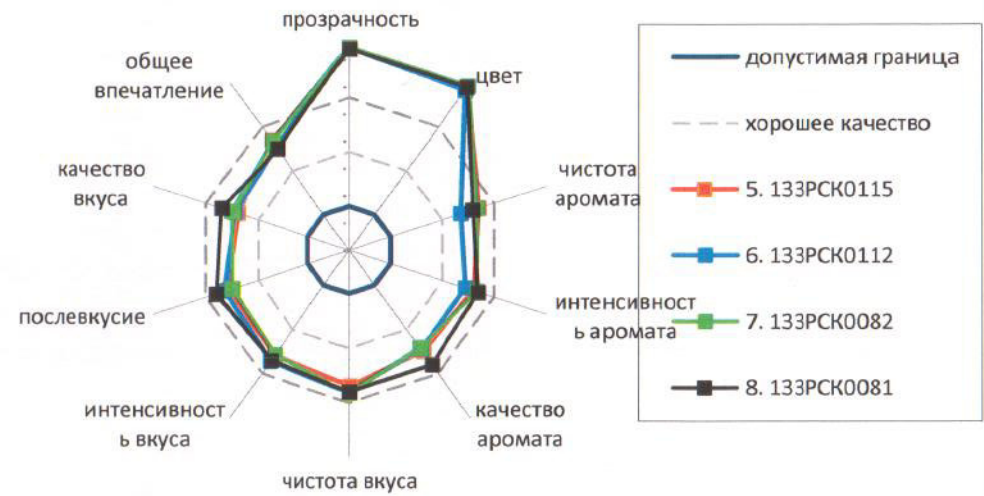 прозрачность
цвет
чистота
аромата
интенсивност
ь аромата
качество
аромата
чистота вкуса
интенсивност
ь вкуса
послевкусие
качество
вкуса
общее
впечатление
допустимая граница
хорошее качество
5. 133РСК0115
6. 133РСК0112
7. 133РСК0082
8. 133РСК0081